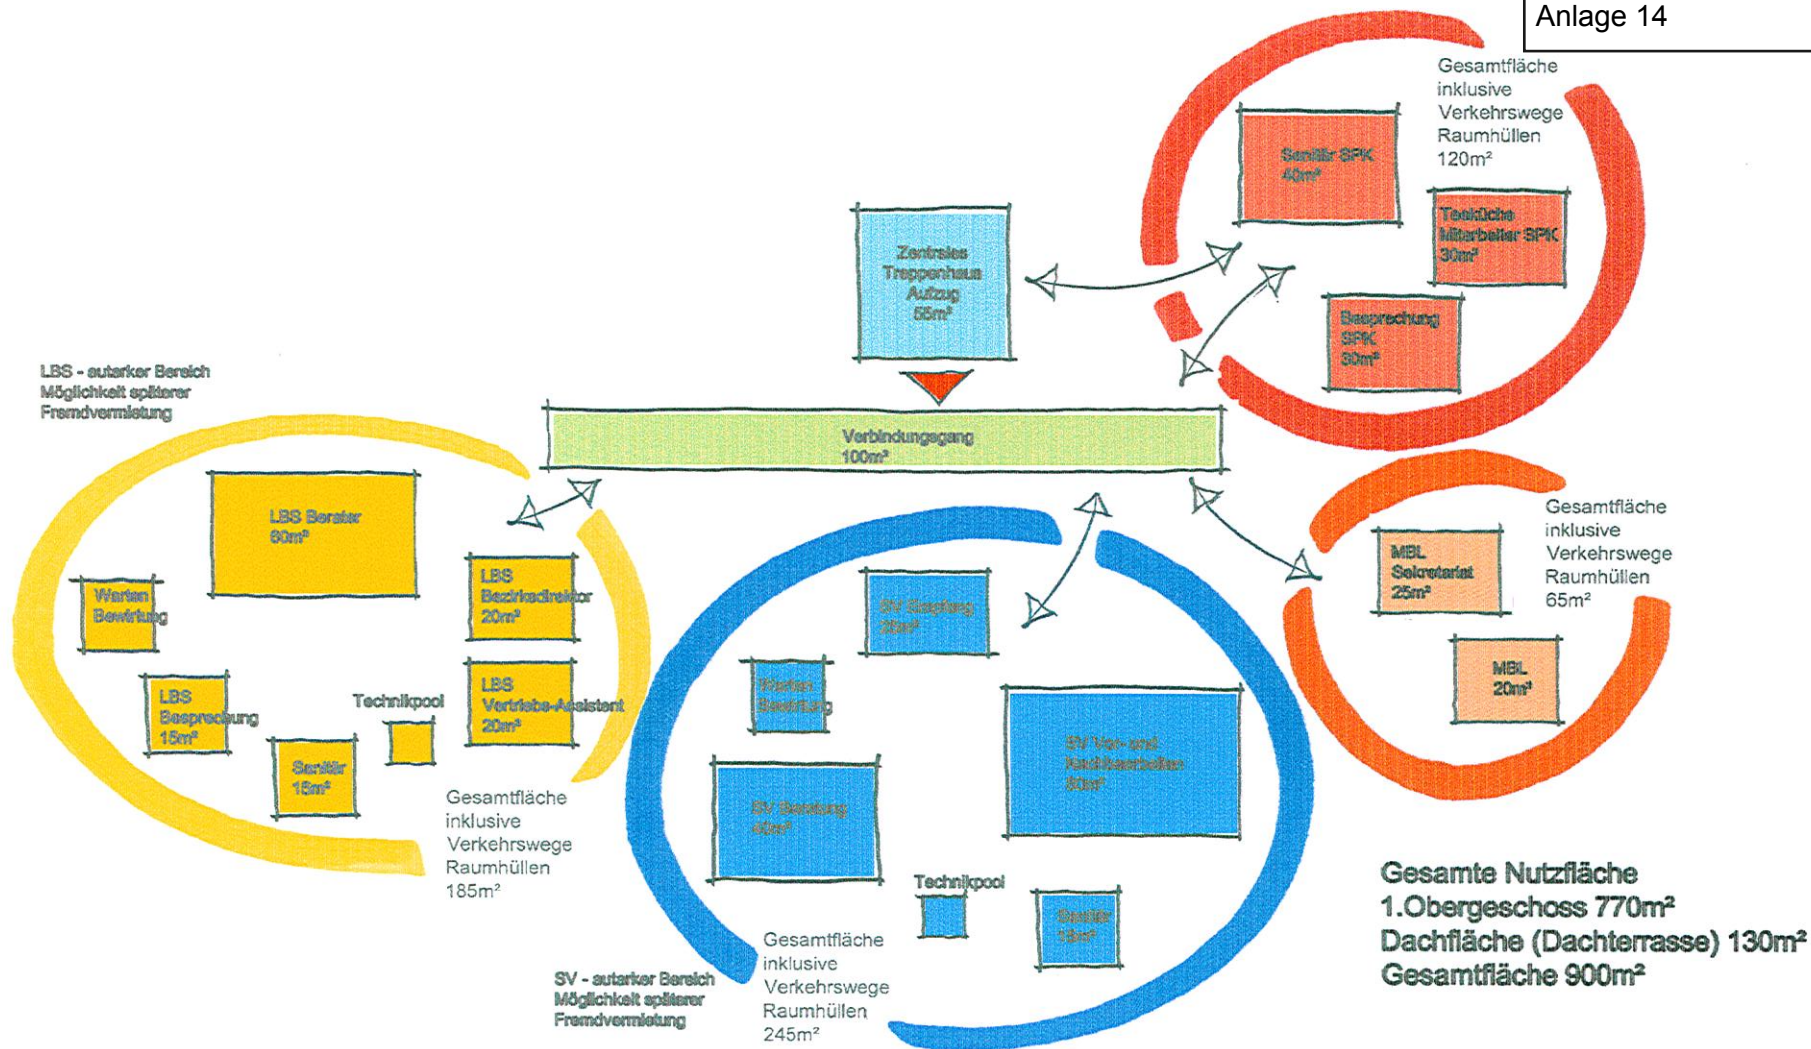 Anlage 14
Gesamtfläche
inklusive
Verkehrswege
Raumhüllen
120m²
Sanitär SPK
40m²
Teeküche
Mitarbeiter SPK
30m²
Besprechung
SPK
30m²
Zentrales
Treppenhaus
Aufzug
55m²
Verbindungsgang
100m²
LBS - autarker Bereich
Möglichkeit späterer
Fremdvermietung
LBS Berater
60m²
Warten
Bewirtung
LBS
Bezirksdirektor
20m²
LBS
Besprechung
15m²
Technikpool
LBS
Vertriebs-Assistent
20m²
Sanitär
15m²
Gesamtfläche
inklusive
Verkehrswege
Raumhüllen
185m²
SV Empfang
Warten
Bewirtung
SV Vor- und
Nachbearbeiten
SV Beratung
40m²
Technikpool
Sanitär
15m²
SV - autarker Bereich
Möglichkeit späterer
Fremdvermietung
Gesamtfläche
inklusive
Verkehrswege
Raumhüllen
245m²
MBL
Sekretariat
25m²
MBL
20m²
Gesamtfläche
inklusive
Verkehrswege
Raumhüllen
65m²
Gesamte Nutzfläche
1.Obergeschoss 770m²
Dachfläche (Dachterrasse) 130m²
Gesamtfläche 900m²